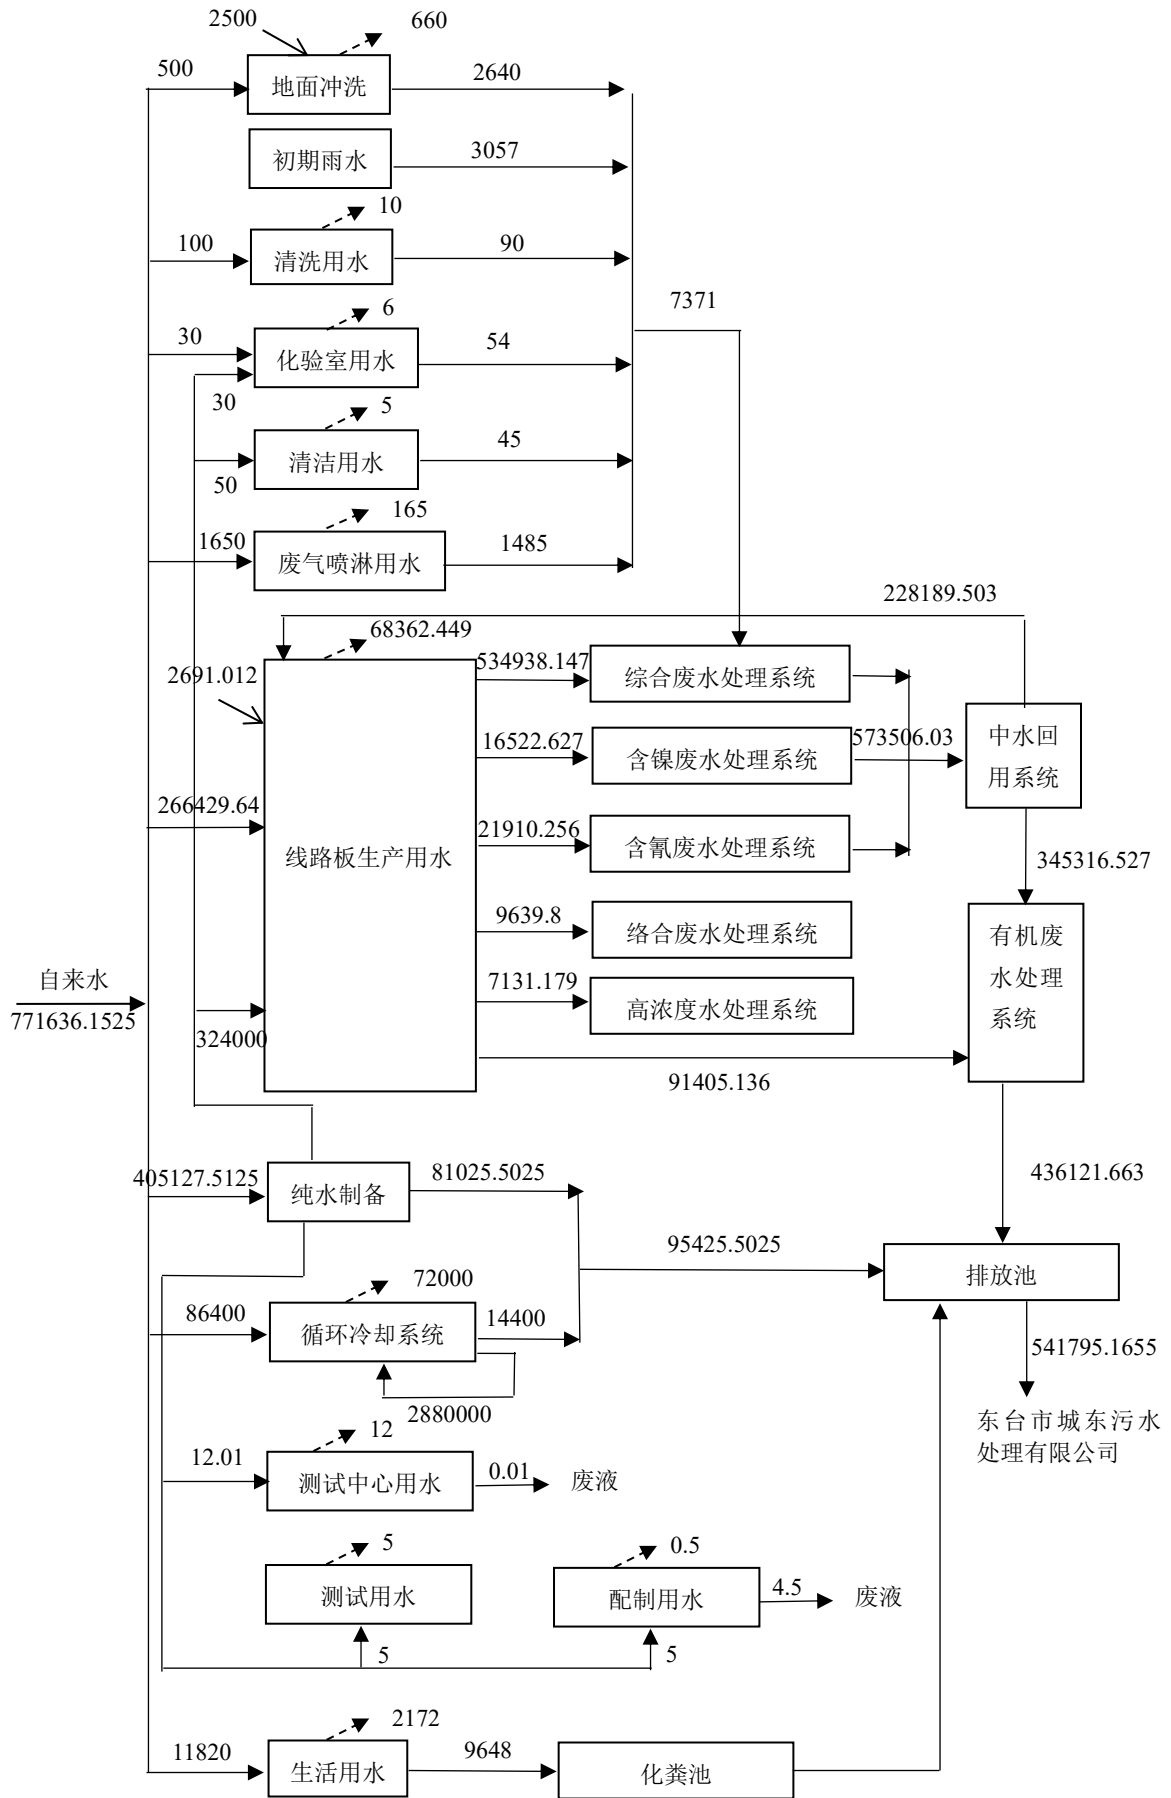 2500
660
500
地面冲洗
2640
初期雨水
3057
10
100
清洗用水
90
6
30
化验室用水
54
7371
30
5
清洁用水
45
50
165
1650
废气喷淋用水
1485
228189.503
68362.449
2691.012
534938.147
综合废水处理系统
16522.627
含镍废水处理系统
573506.03
中水回
用系统
266429.64
线路板生产用水
21910.256
含氰废水处理系统
345316.527
9639.8
络合废水处理系统
有机废
水处理
系统
自来水
771636.1525
7131.179
高浓度水处理系统
324000
91405.136
405127.5125
纯水制备
81025.5025
436121.663
95425.5025
排放池
72000
86400
循环冷却系统
14400
2880000
541795.1655
东台市城东污水
处理有限公司
12
12.01
测试中心用水
0.01
废液
5
测试用水
0.5
配制用水
4.5
废液
5
5
2172
11820
生活用水
9648
化粪池